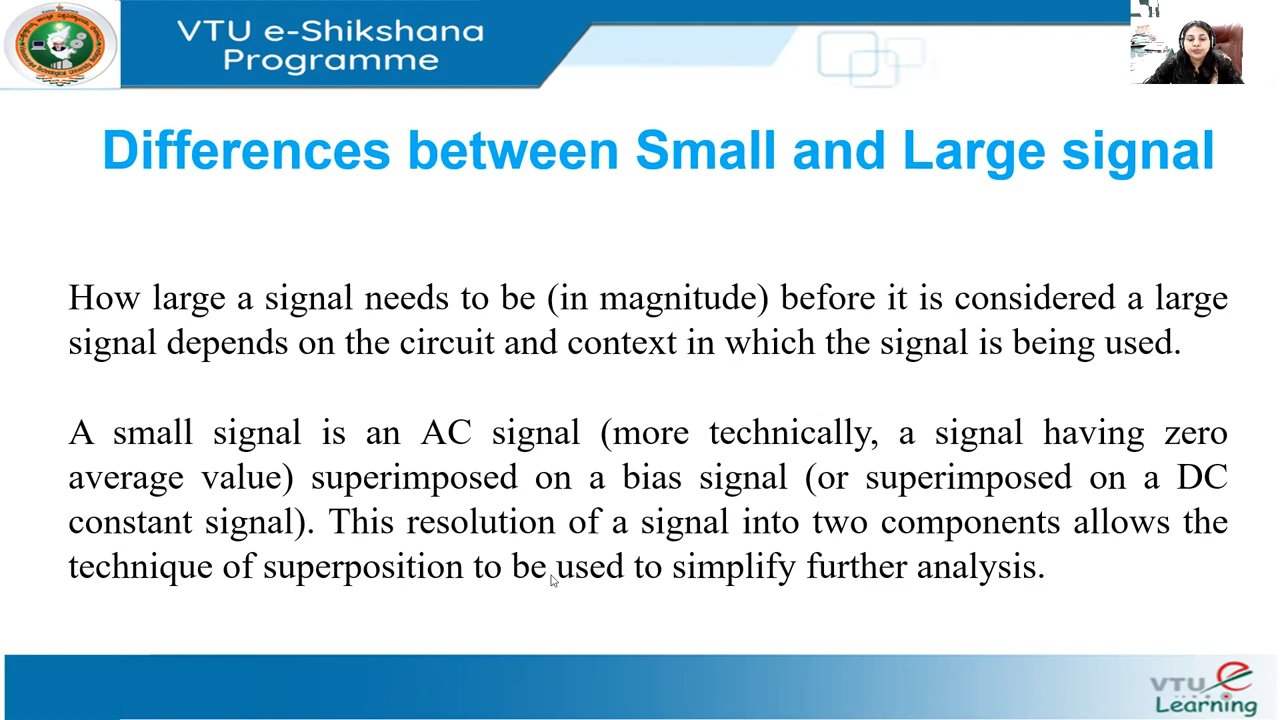 VTU e-Shikshana
Programme
Differences between Small and Large signal
How large a signal needs to be (in magnitude) before it is considered a large
signal depends on the circuit and context in which the signal is being used.
A small signal is an AC signal (more technically, a signal having zero
average value) superimposed on a bias signal (or superimposed on a DC
constant signal). This resolution of a signal into two components allows the
technique of superposition to be used to simplify further analysis.
VTU e
Learning